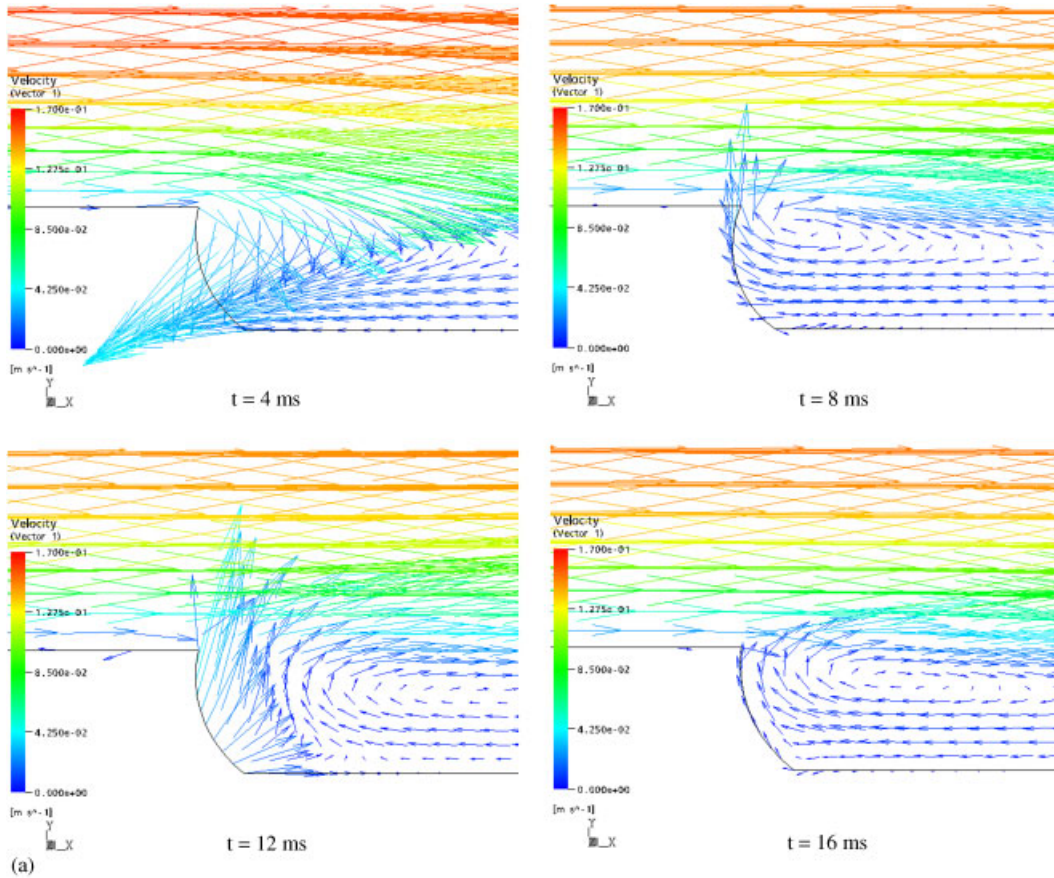 Velocity
(Vector 1)
1.700e-01
1.275e-01
8.500e-02
4.250e-02
0.000e+00
[m s^-1]
Y
X
t = 4 ms
Velocity
(Vector 1)
1.700e-01
1.275e-01
8.500e-02
4.250e-02
0.000e+00
[m s^-1]
Y
X
t = 8 ms
Velocity
(Vector 1)
1.700e-01
1.275e-01
8.500e-02
4.250e-02
0.000e+00
[m s^-1]
Y
X
t = 12 ms
Velocity
(Vector 1)
1.700e-01
1.275e-01
8.500e-02
4.250e-02
0.000e+00
[m s^-1]
Y
X
t = 16 ms
(a)